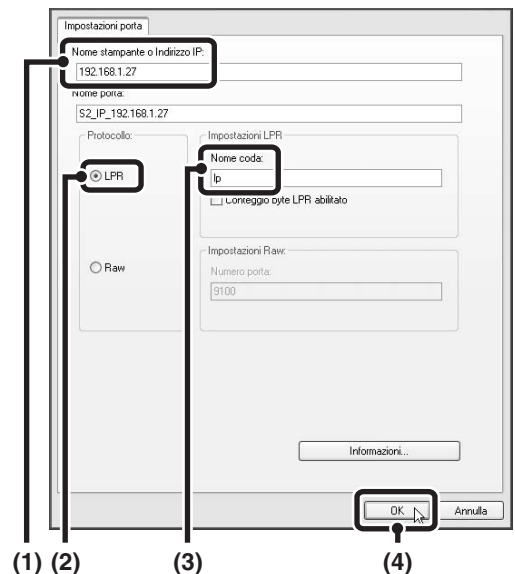 Impostazioni porta
Nome stampante o Indirizzo IP:
192.168.1.27
Nome porta:
S2_IP_192.168.1.27
Protocollo:
LPR
Raw
Impostazioni LPR
Nome coda:
lp
Conteggio byte LPR abilitato
Impostazioni Raw:
Numero porta:
9100
Informazioni...
OK
Annulla
(1) (2) (3) (4)